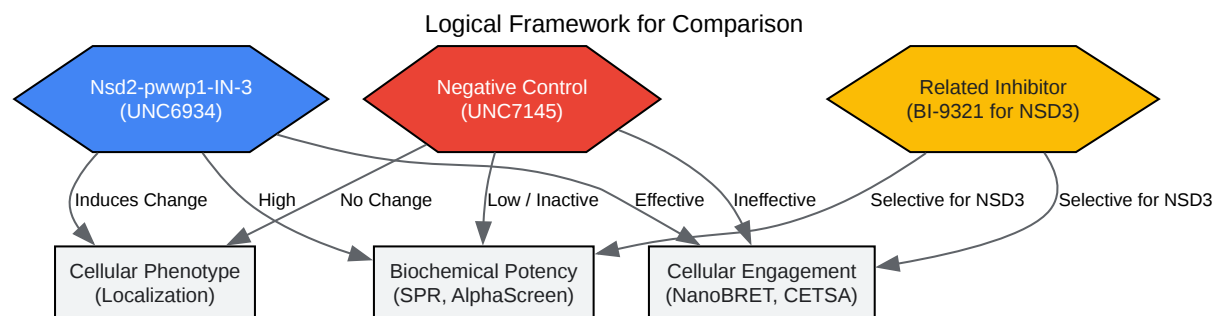 Logical Framework for Comparison
Nsd2-pwwp1-IN-3
(UNC6934)
Negative Control
(UNC7145)
Related Inhibitor
(BI-9321 for NSD3)
Induces Change
High
No Change
Low / Inactive
Effective
Ineffective
Selective for NSD3
Selective for NSD3
Cellular Phenotype
(Localization)
Biochemical Potency
(SPR, AlphaScreen)
Cellular Engagement
(NanoBRET, CETSA)